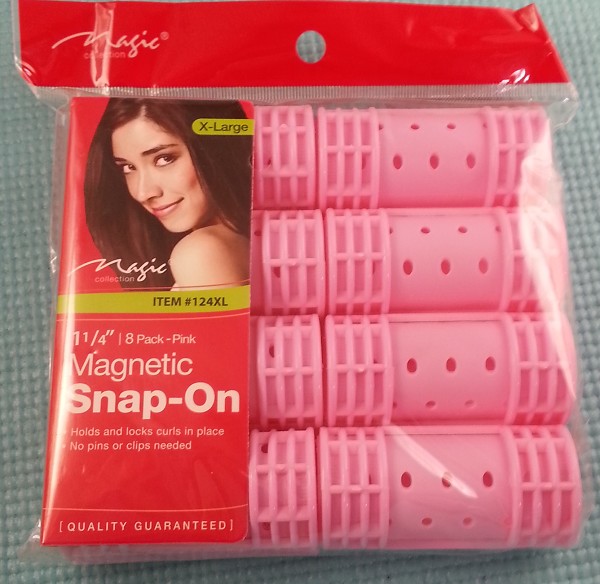 Magic®
collection
X-Large
Magic
collection
ITEM #124XL
1 1/4" | 8 Pack - Pink
Magnetic
Snap-On
• Holds and locks curls in place
• No pins or clips needed
[ QUALITY GUARANTEED ]